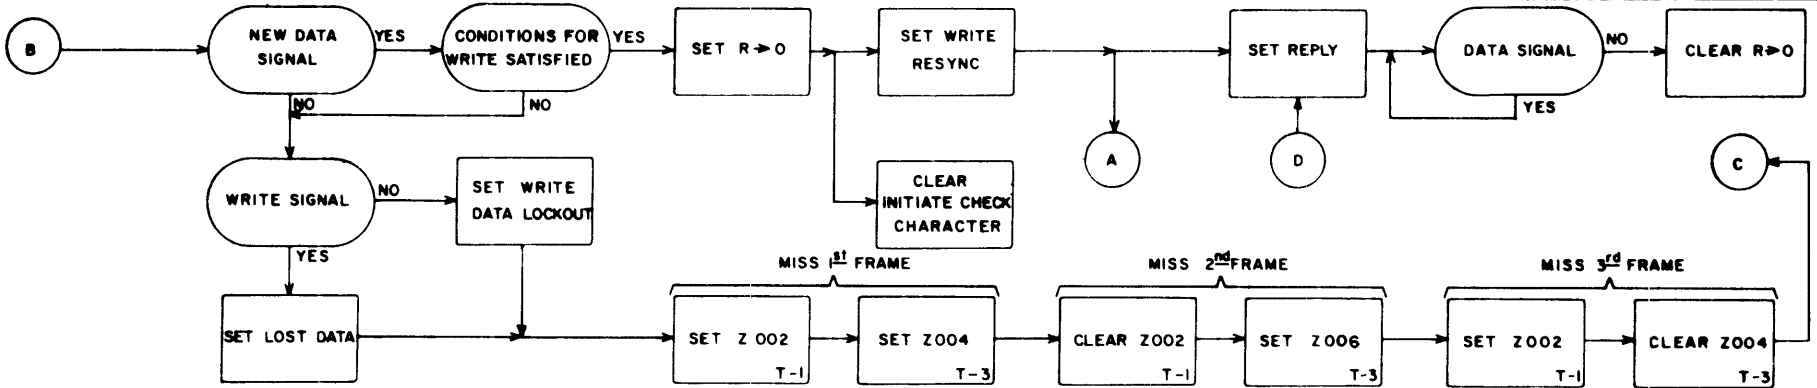 B
NEW DATA
SIGNAL
YES
NO
CONDITIONS FOR
WRITE SATISFIED
YES
NO
SET R→O
SET WRITE
RESYNC
CLEAR
INITIATE CHECK
CHARACTER
A
SET REPLY
D
DATA SIGNAL
NO
YES
CLEAR R→O
C
WRITE SIGNAL
NO
YES
SET WRITE
DATA LOCKOUT
SET LOST DATA
MISS 1st FRAME
SET Z002
T-1
SET Z004
T-3
MISS 2nd FRAME
CLEAR Z002
T-1
SET Z006
T-3
MISS 3rd FRAME
SET Z002
T-1
CLEAR Z004
T-3